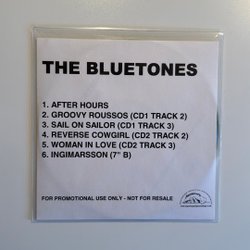 THE BLUETONES
1. AFTER HOURS
2. GROOVY ROUSSOS (CD1 TRACK 2)
3. SAIL ON SAILOR (CD1 TRACK 3)
4. REVERSE COWGIRL (CD2 TRACK 2)
5. WOMAN IN LOVE (CD2 TRACK 3)
6. INGIMARSSON (7" B)
FOR PROMOTIONAL USE ONLY - NOT FOR RESALE